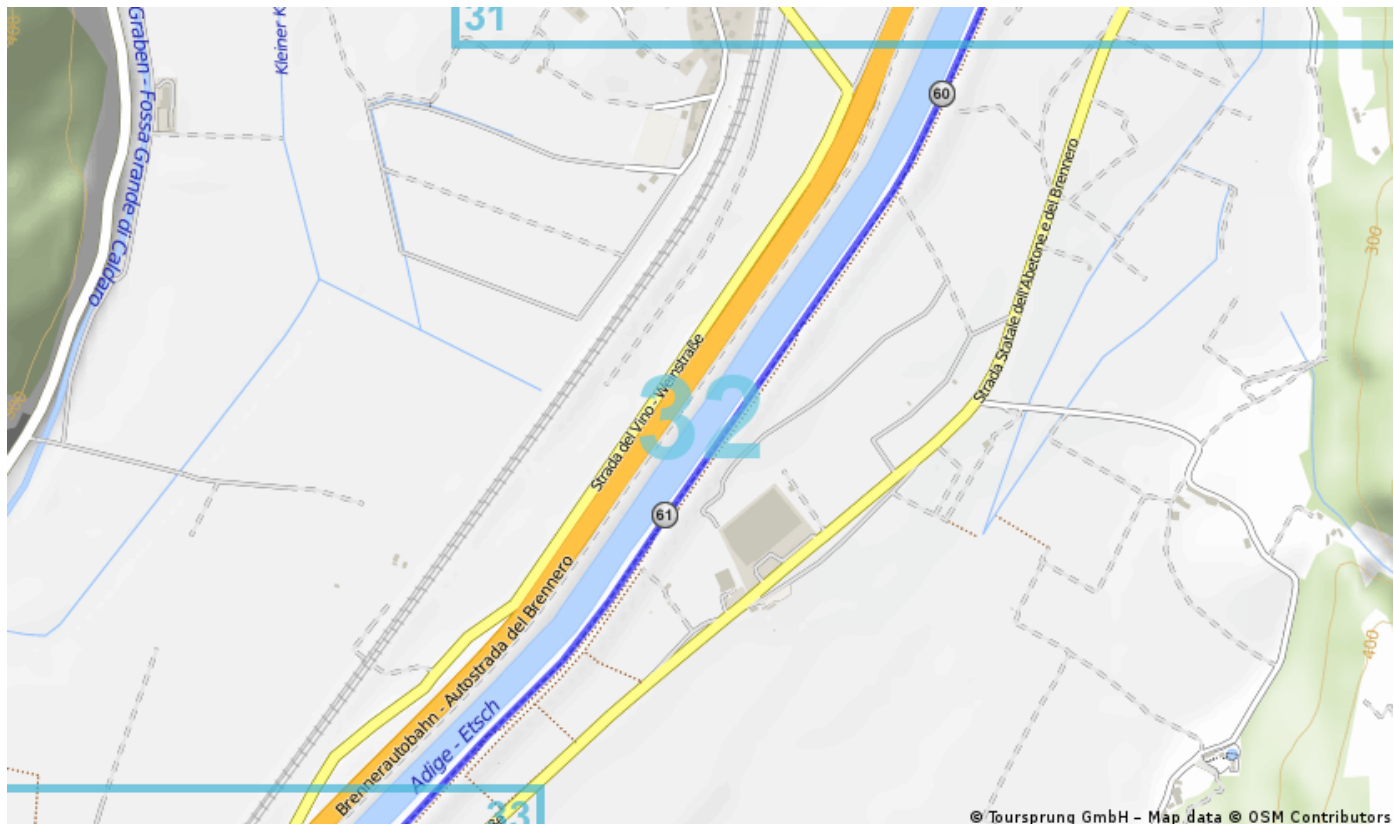 31
Graben - Fossa Grande di Caldaro
Kleiner K
60
Strada Statale dell'Abetone e del Brennero
300
Strada del Vino - Weinstraße
32
61
Brennerautobahn - Autostrada del Brennero
Adige - Etsch
400
33
© Toursprung GmbH – Map data © OSM Contributors